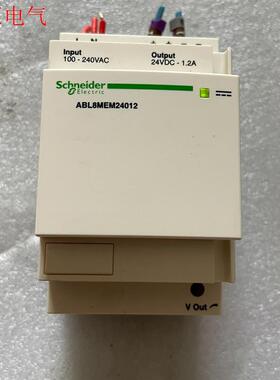 电气
L N
Input
100 - 240VAC
Output
24VDC - 1.2A
Schneider
Electric
ABL8MEM24012
V Out